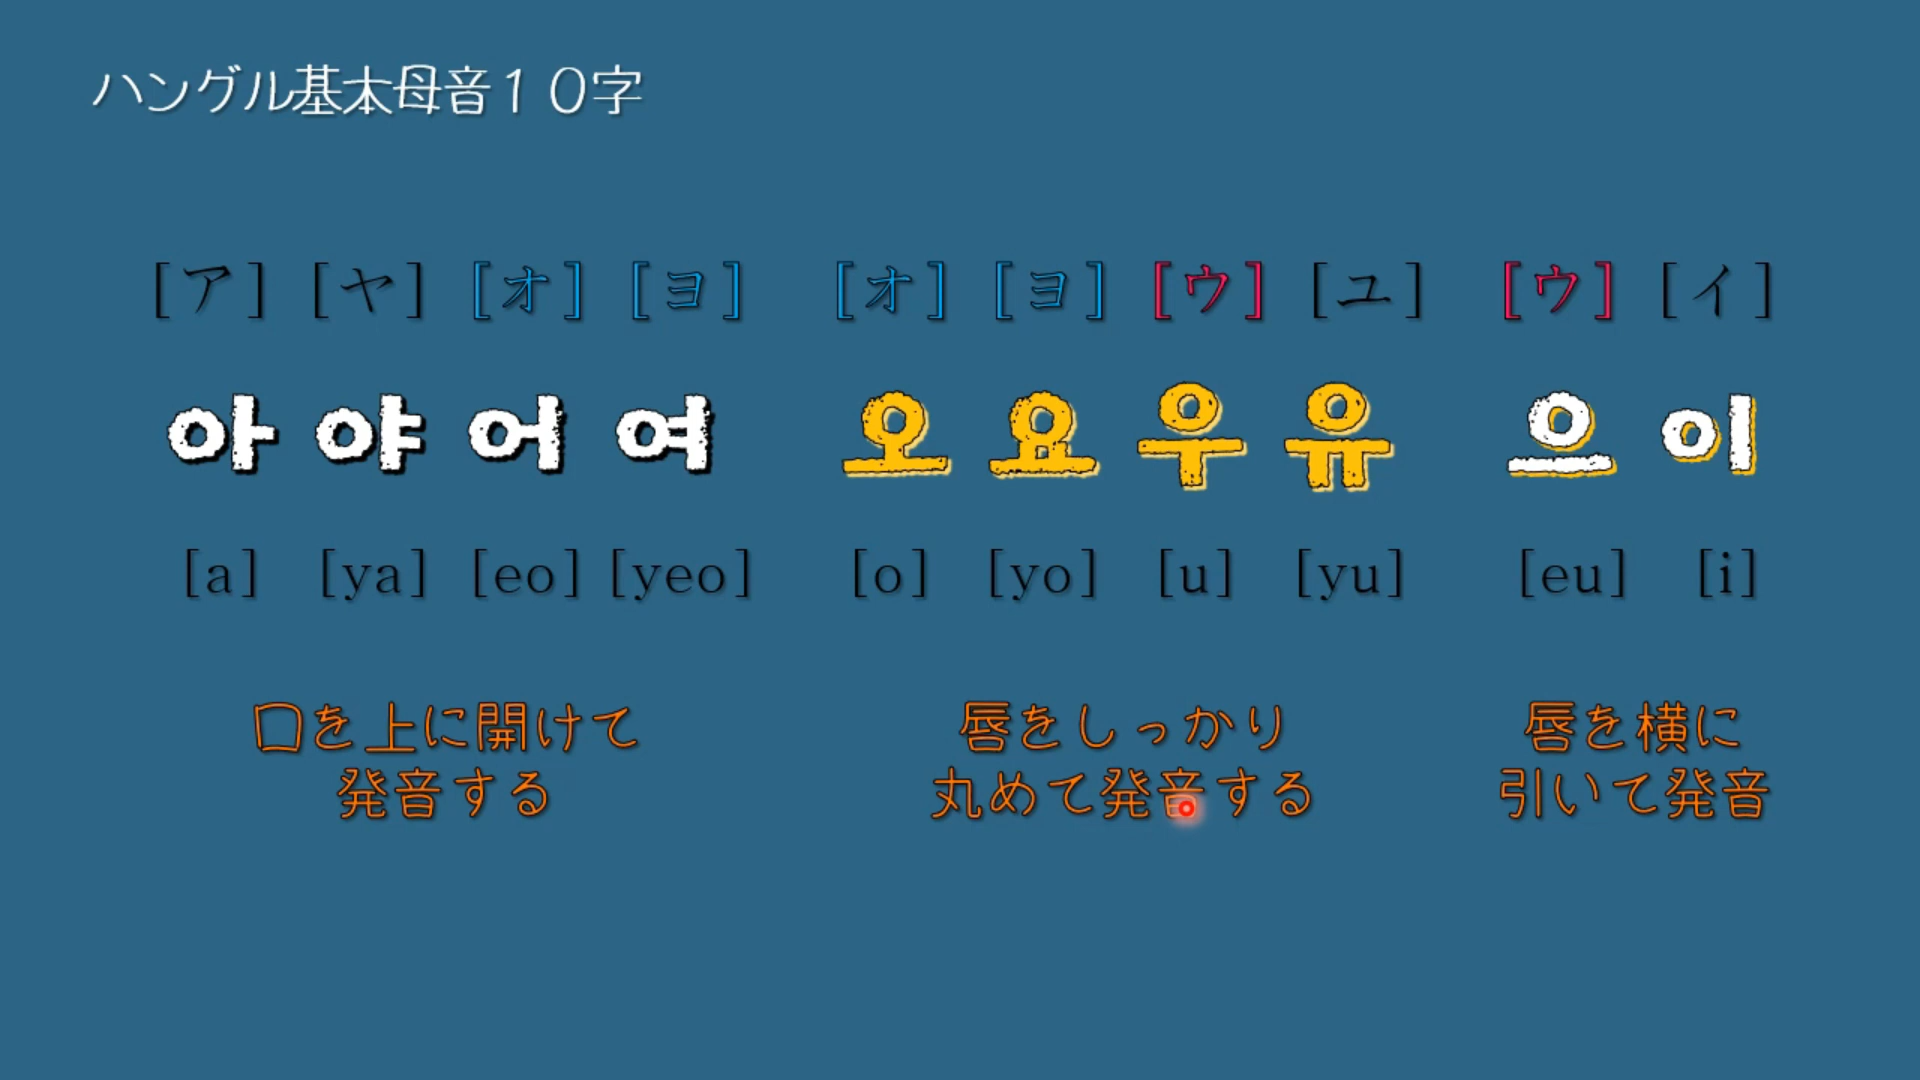 ハングル基本母音１０字
[ア] [ヤ] [オ] [ヨ] [オ] [ヨ] [ウ] [ユ] [ウ] [イ]
아 야 어 여 오 요 우 유 으 이
[a] [ya] [eo] [yeo] [o] [yo] [u] [yu] [eu] [i]
口を上に開けて
発音する
唇をしっかり
丸めて発音する
唇を横に
引いて発音